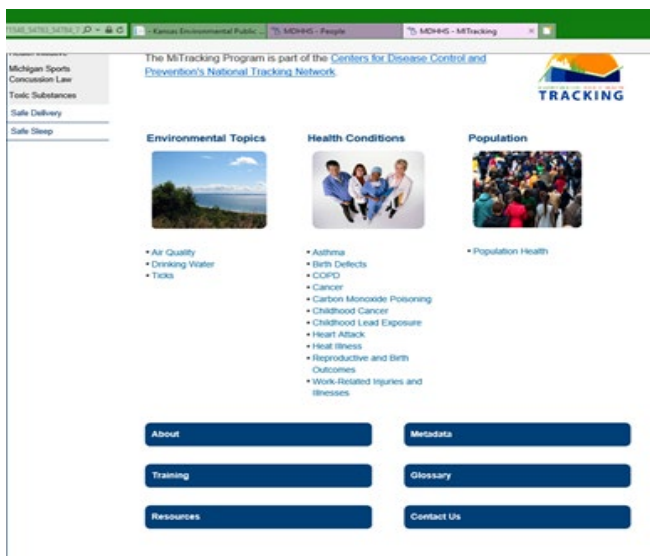 - Kansas Environmental Public ...
MDHHS - People
MDHHS - MiTracking
Michigan Sports
Concussion Law
Toxic Substances
Safe Delivery
Safe Sleep
The MiTracking Program is part of the Centers for Disease Control and
Prevention's National Tracking Network.
TRACKING
Environmental Topics
• Air Quality
• Drinking Water
• Ticks
Health Conditions
• Asthma
• Birth Defects
• COPD
• Cancer
• Carbon Monoxide Poisoning
• Childhood Cancer
• Childhood Lead Exposure
• Heart Attack
• Heat Illness
• Reproductive and Birth
Outcomes
• Work-Related Injuries and
Illnesses
Population
• Population Health
About
Metadata
Training
Glossary
Resources
Contact Us